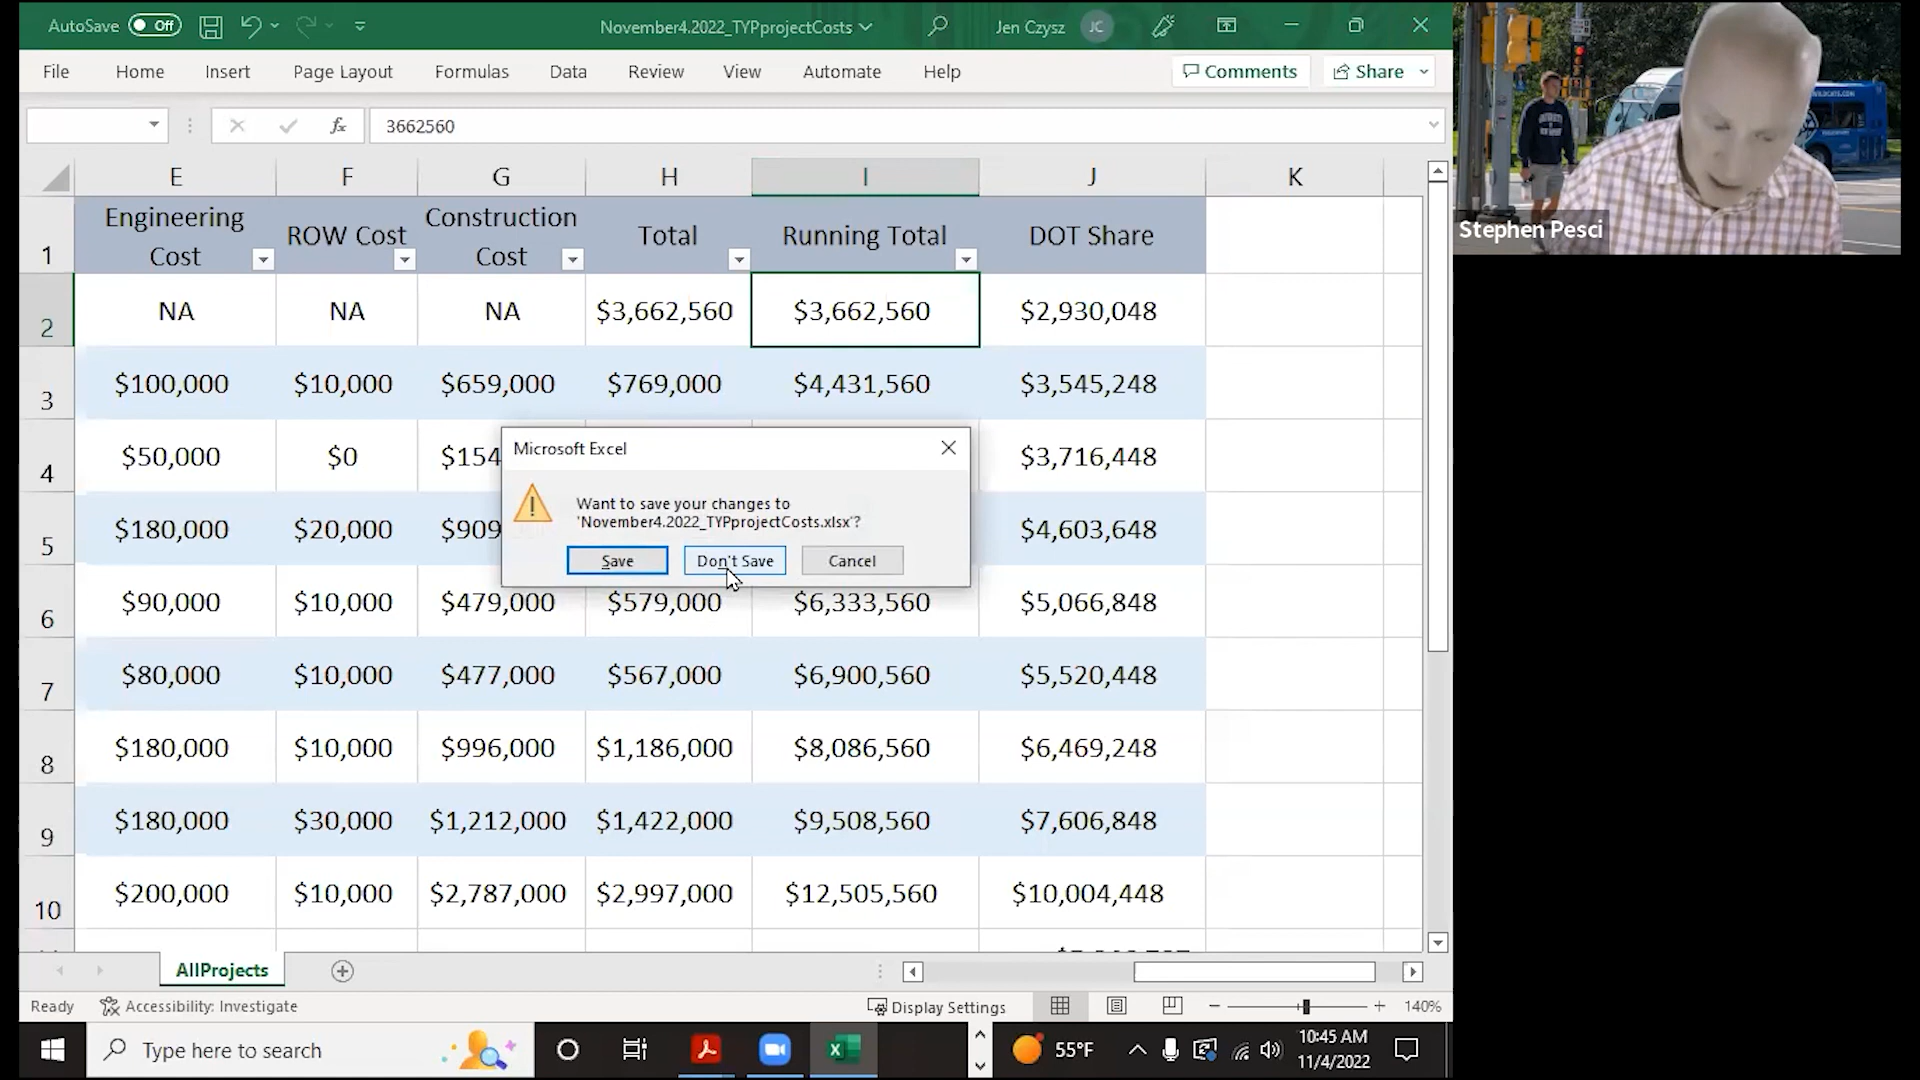 AutoSave Off November4.2022_TYPprojectCosts Jen Czysz JC
File Home Insert Page Layout Formulas Data Review View Automate Help Comments Share
fx 3662560
E F G H I J K
1 Engineering Cost ROW Cost Construction Cost Total Running Total DOT Share
2 NA NA NA $3,662,560 $3,662,560 $2,930,048
3 $100,000 $10,000 $659,000 $769,000 $4,431,560 $3,545,248
4 $50,000 $0 $154 $3,716,448
5 $180,000 $20,000 $909 $4,603,648
Microsoft Excel
Want to save your changes to
'November4.2022_TYPprojectCosts.xlsx'?
Save Don't Save Cancel
6 $90,000 $10,000 $479,000 $579,000 $6,333,560 $5,066,848
7 $80,000 $10,000 $477,000 $567,000 $6,900,560 $5,520,448
8 $180,000 $10,000 $996,000 $1,186,000 $8,086,560 $6,469,248
9 $180,000 $30,000 $1,212,000 $1,422,000 $9,508,560 $7,606,848
10 $200,000 $10,000 $2,787,000 $2,997,000 $12,505,560 $10,004,448
AllProjects
Ready Accessibility: Investigate Display Settings 140%
Type here to search 55°F 10:45 AM
11/4/2022
Stephen Pesci